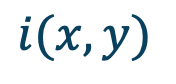 i(x, y)